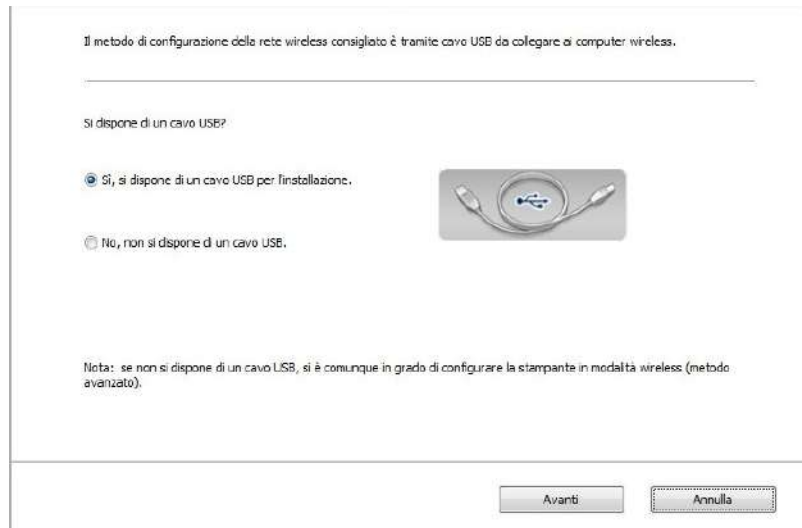 Il metodo di configurazione della rete wireless consigliato è tramite cavo USB da collegare ai computer wireless.
Si dispone di un cavo USB?
Sì, si dispone di un cavo USB per l'installazione.
No, non si dispone di un cavo USB.
Nota: se non si dispone di un cavo USB, si è comunque in grado di configurare la stampante in modalità wireless (metodo
avanzato).
Avanti
Annulla